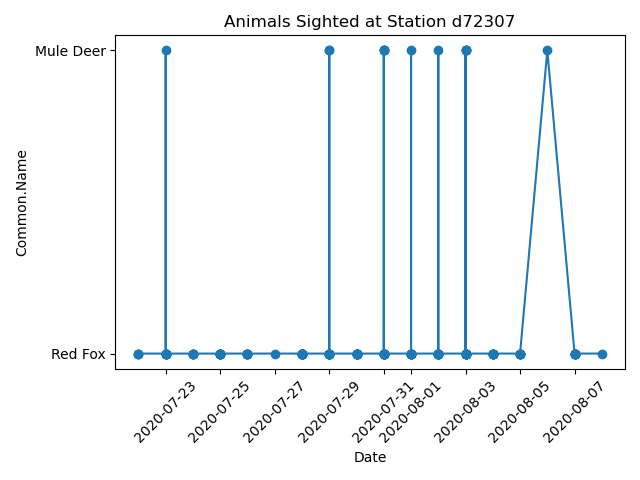 Animals Sighted at Station d72307
Common.Name
Mule Deer
Red Fox
2020-07-23
2020-07-25
2020-07-27
2020-07-29
2020-07-31
2020-08-01
2020-08-03
2020-08-05
2020-08-07
Date